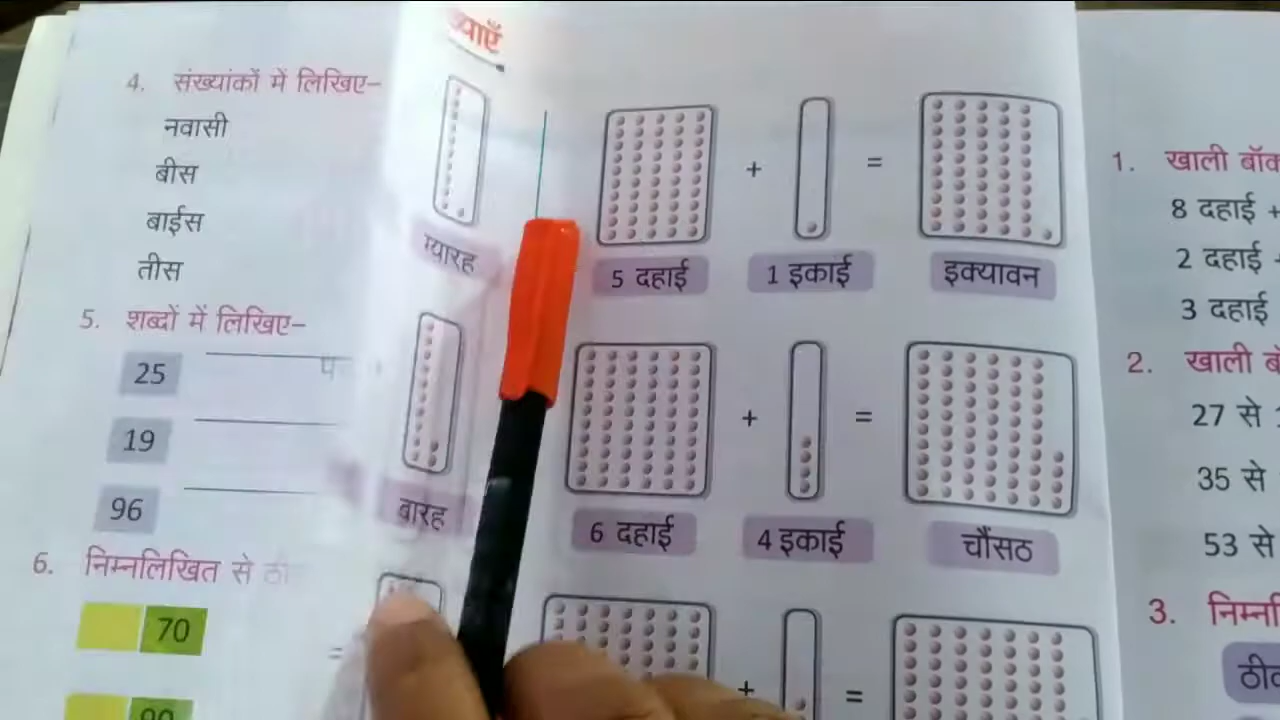 4. संख्यांकों में लिखिए–
नवासी
बीस
बाईस
तीस
5. शब्दों में लिखिए–
25
19
96
6. निम्नलिखित से
70
=
ग्यारह
बारह
+ =
5 दहाई 1 इकाई इक्यावन
+ =
6 दहाई 4 इकाई चौंसठ
+ =
1. खाली
8 दहाई +
2 दहाई
3 दहाई
2. खाली
27 से
35 से
53 से
3.